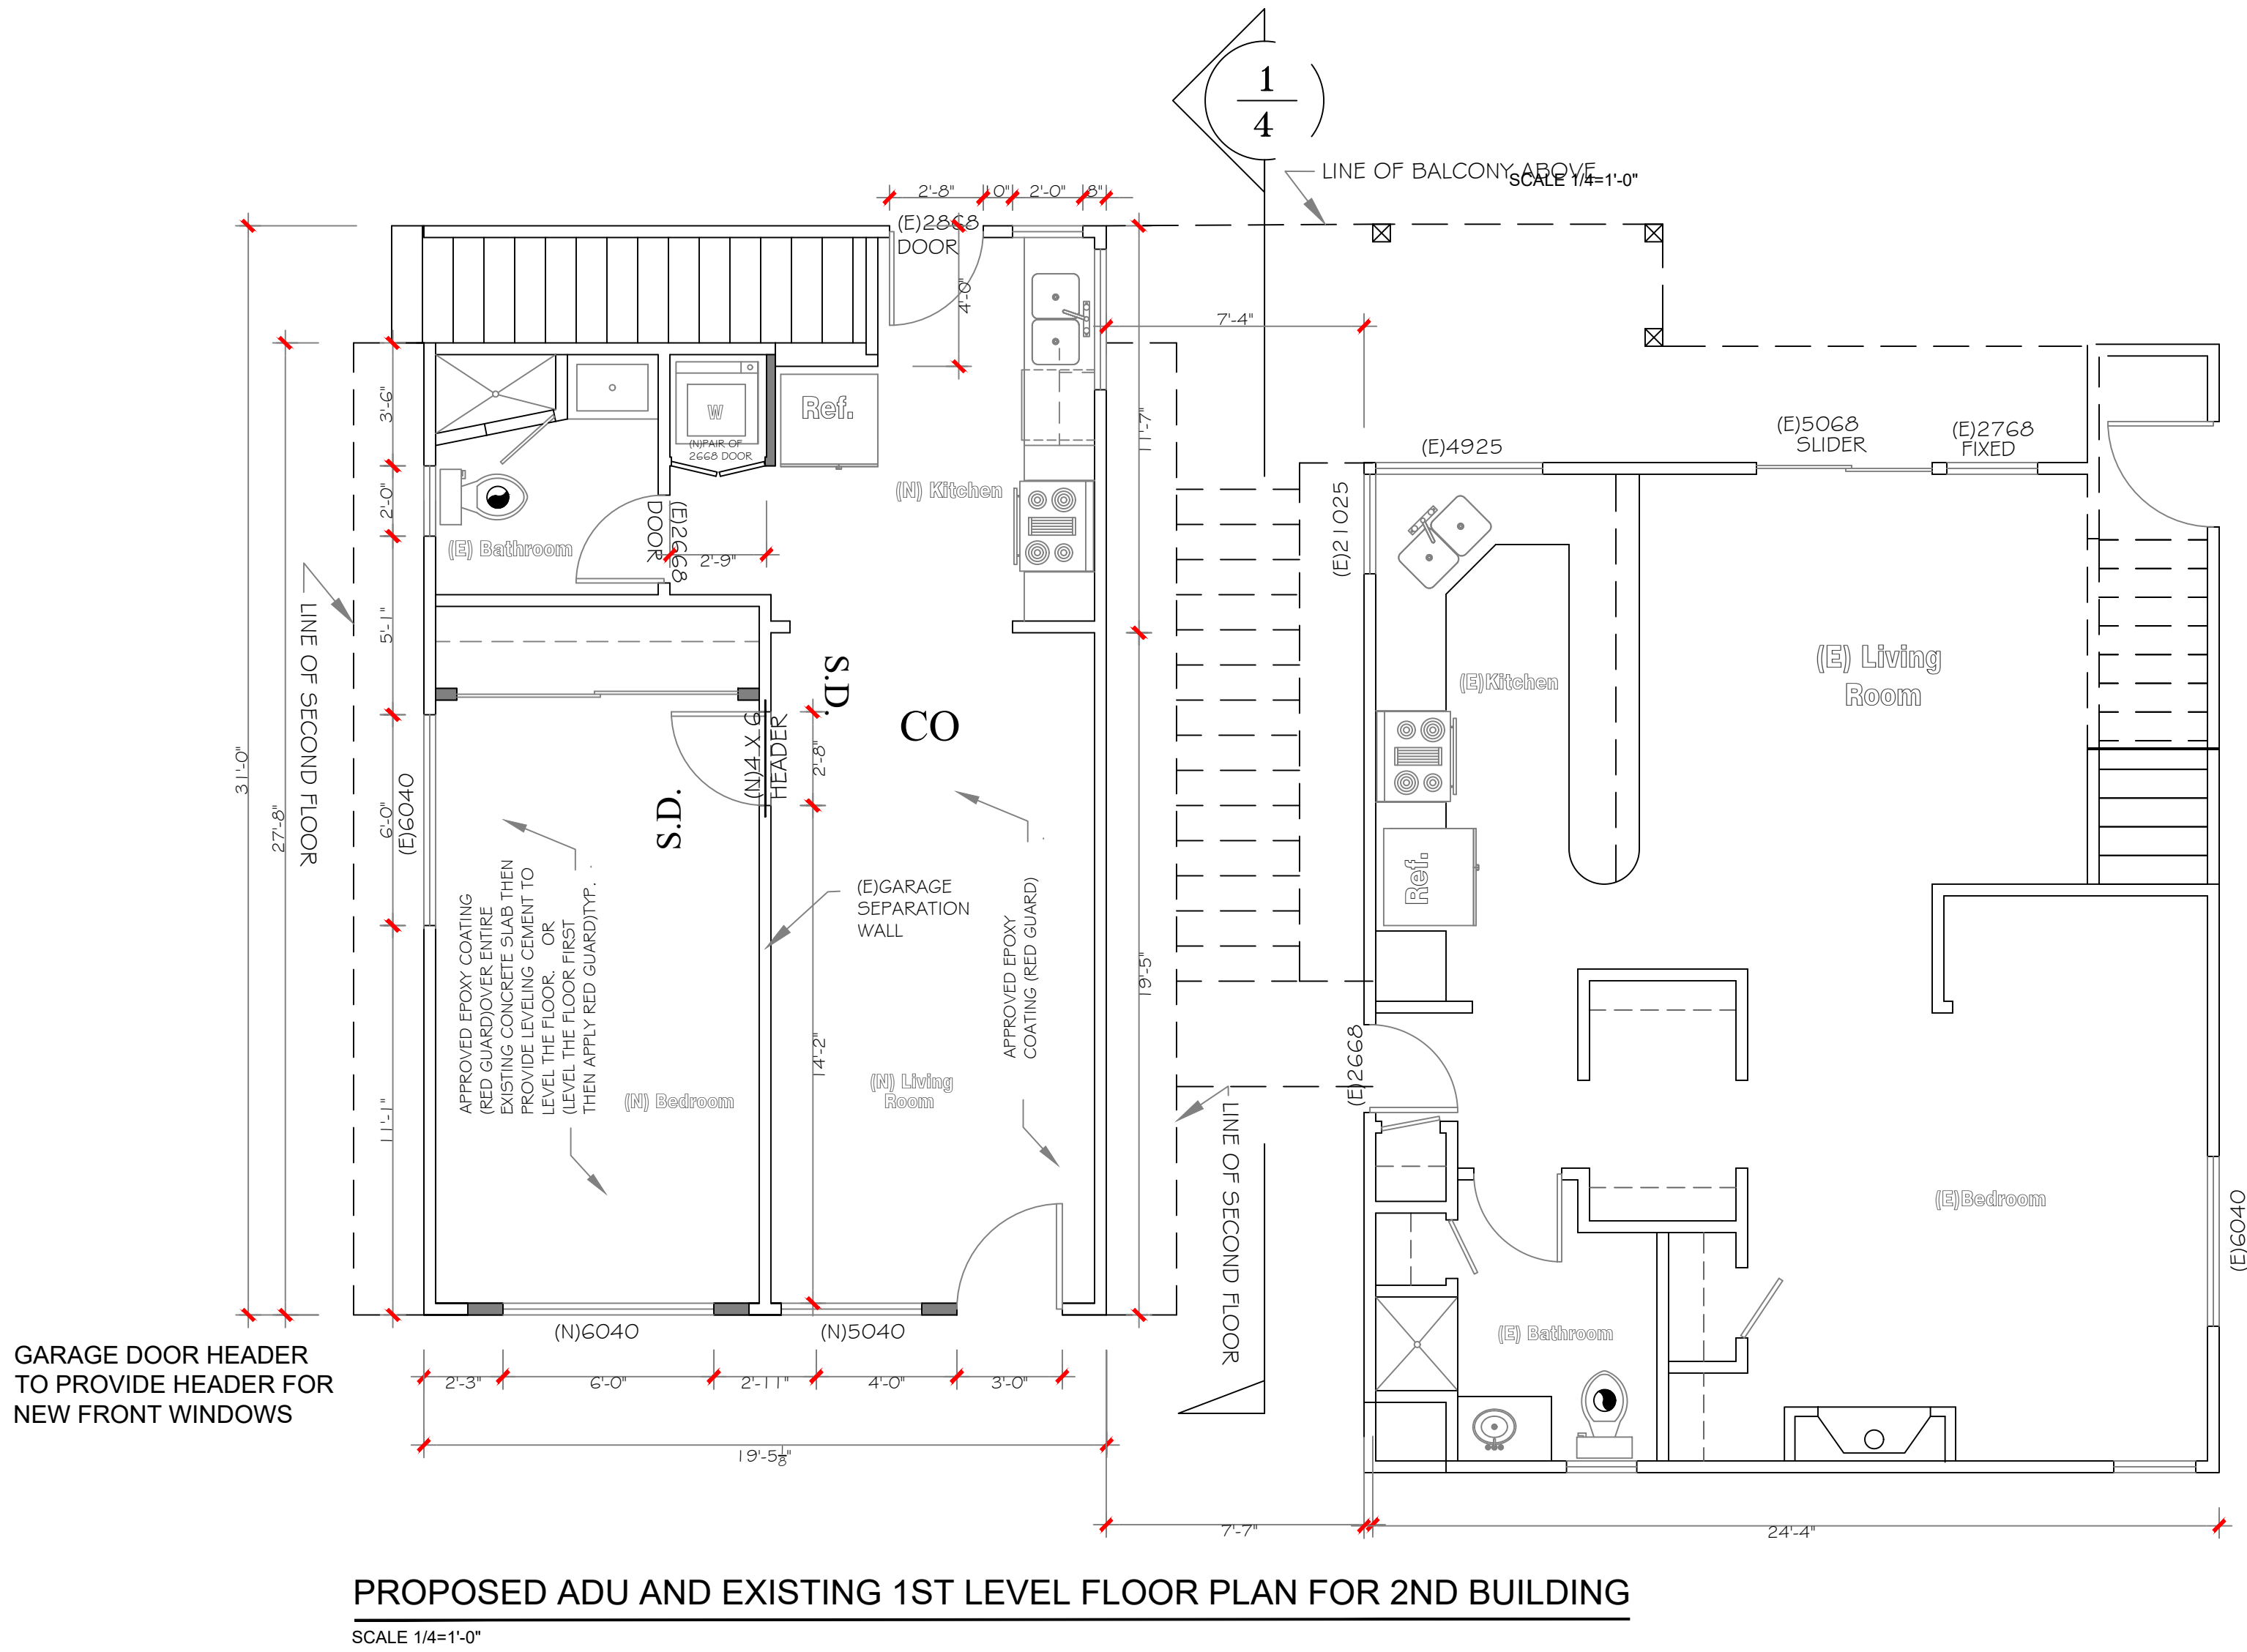 1
4
LINE OF BALCONY ABOVE
SCALE 1/4=1'-0"
2'-8"
2'-0"
8"
(E)2868
DOOR
4'-0"
7'-4"
31'-0"
27'-8"
3'-6"
2'-0"
5'-1"
6'-0"
(E)6040
11'-1"
LINE OF SECOND FLOOR
W
(N)PAIR OF
2668 DOOR
Ref.
(N) Kitchen
(E) Bathroom
(E)2668
DOOR
2'-9"
11'-7"
19'-5"
S.D.
CO
(N)4 X 6
HEADER
2'-8"
S.D.
14'-2"
(E)GARAGE
SEPARATION
WALL
APPROVED EPOXY COATING
(RED GUARD)OVER ENTIRE
EXISTING CONCRETE SLAB THEN
PROVIDE LEVELING CEMENT TO
LEVEL THE FLOOR. OR
(LEVEL THE FLOOR FIRST
THEN APPLY RED GUARD)TYP.
APPROVED EPOXY
COATING (RED GUARD)
(N) Bedroom
(N) Living
Room
(N)6040
(N)5040
GARAGE DOOR HEADER
TO PROVIDE HEADER FOR
NEW FRONT WINDOWS
2'-3"
6'-0"
2'-11"
4'-0"
3'-0"
19'-5⅛"
LINE OF SECOND FLOOR
(E)4925
(E)5068
SLIDER
(E)2768
FIXED
(E)21025
(E)Kitchen
(E) Living
Room
Ref.
(E)2668
(E)Bedroom
(E)6040
(E) Bathroom
7'-7"
24'-4"
PROPOSED ADU AND EXISTING 1ST LEVEL FLOOR PLAN FOR 2ND BUILDING
SCALE 1/4=1'-0"